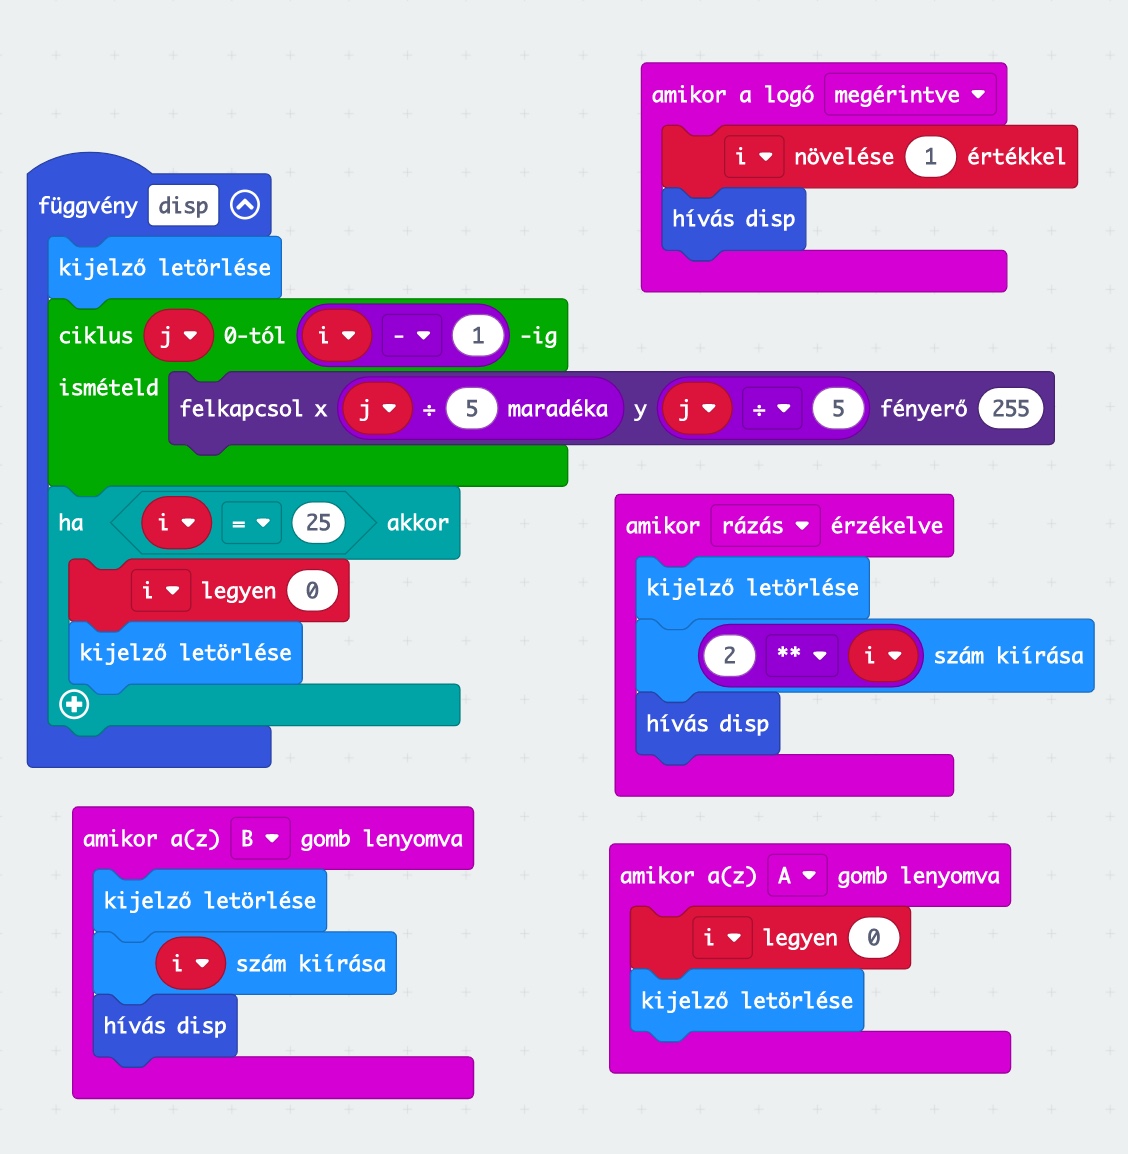 amikor a logó megérintve
i növelése 1 értékkel
hívás disp
függvény disp
kijelző letörlése
ciklus j 0-tól i - 1 -ig
ismételd
felkapcsol x j ÷ 5 maradéka y j ÷ 5 fényerő 255
ha i = 25 akkor
i legyen 0
kijelző letörlése
amikor rázás érzékelve
kijelző letörlése
2 ** i szám kiírása
hívás disp
amikor a(z) B gomb lenyomva
kijelző letörlése
i szám kiírása
hívás disp
amikor a(z) A gomb lenyomva
i legyen 0
kijelző letörlése